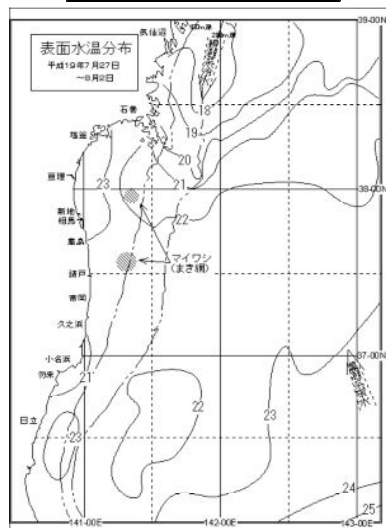 表面水温分布
平成19年7月27日
～8月2日
気仙沼
39-00N
石巻
塩釜
亘理
新地
相馬
鹿島
請戸
富岡
久之浜
小名浜
勿来
日立
18
19
20
21
22
23
38-00N
マイワシ
(まき網)
37-00N
21
22
23
23
24
25
141-00E
142-00E
143-00E